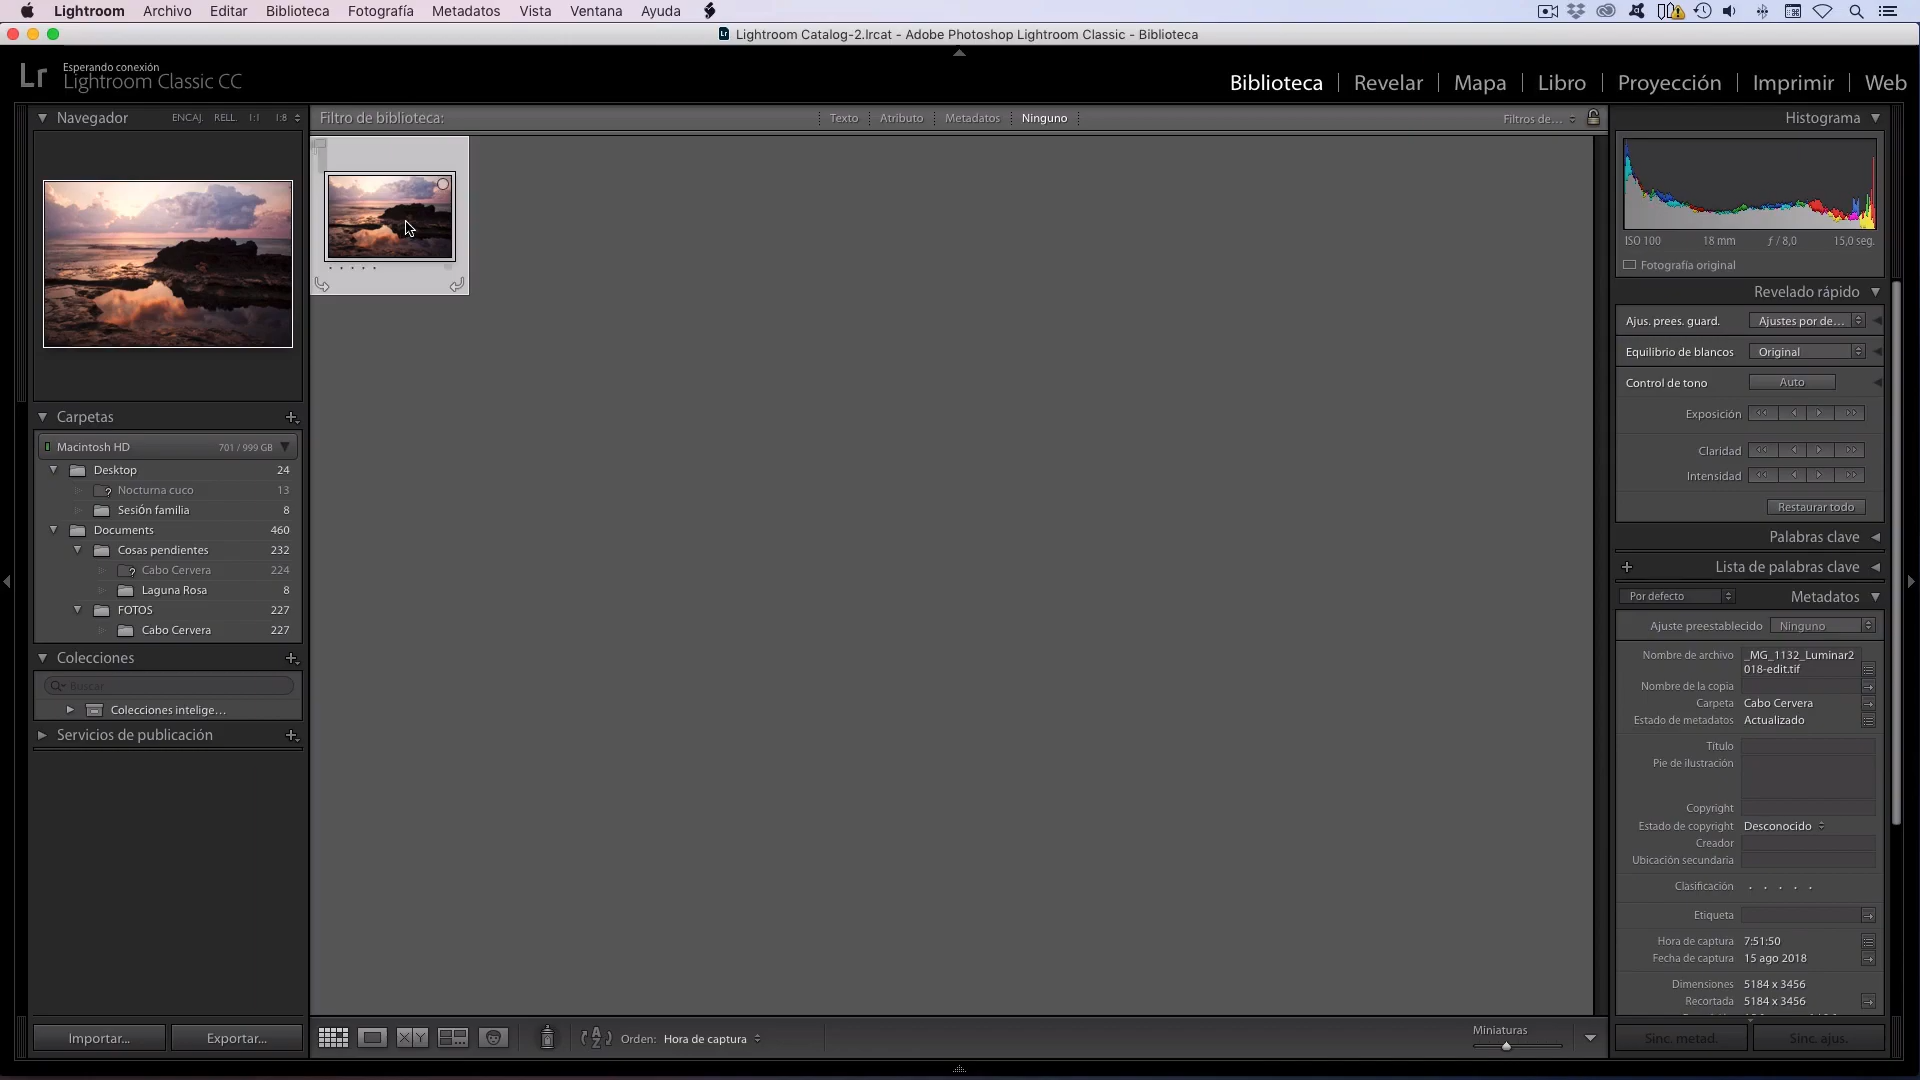 Lightroom Archivo Editar Biblioteca Fotografía Metadatos Vista Ventana Ayuda
Lightroom Catalog-2.lrcat - Adobe Photoshop Lightroom Classic - Biblioteca
Lr Esperando conexión
Lightroom Classic CC
Biblioteca | Revelar | Mapa | Libro | Proyección | Imprimir | Web
Navegador ENCAJ. RELL. 1:1 1:8
Filtro de biblioteca: Texto Atributo Metadatos Ninguno Filtros de...
Histograma
ISO 100 18 mm ƒ / 8,0 15,0 seg.
Fotografía original
Revelado rápido
Ajus. prees. guard. Ajustes por de...
Equilibrio de blancos Original
Control de tono Auto
Exposición
Claridad
Intensidad
Restaurar todo
Palabras clave
Lista de palabras clave
Por defecto Metadatos
Ajuste preestablecido Ninguno
Nombre de archivo _MG_1132_Luminar2
018-edit.tif
Nombre de la copia
Carpeta Cabo Cervera
Estado de metadatos Actualizado
Título
Pie de ilustración
Copyright
Estado de copyright Desconocido
Creador
Ubicación secundaria
Clasificación
Etiqueta
Hora de captura 7:51:50
Fecha de captura 15 ago 2018
Dimensiones 5184 x 3456
Recortada 5184 x 3456
Sinc. metad. Sinc. ajus.
Carpetas
Macintosh HD 701 / 999 GB
Desktop 24
Nocturna cuco 13
Sesión familia 8
Documents 460
Cosas pendientes 232
Cabo Cervera 224
Laguna Rosa 8
FOTOS 227
Cabo Cervera 227
Colecciones
Buscar
Colecciones intelige...
Servicios de publicación
Importar... Exportar...
XY Orden: Hora de captura
Miniaturas